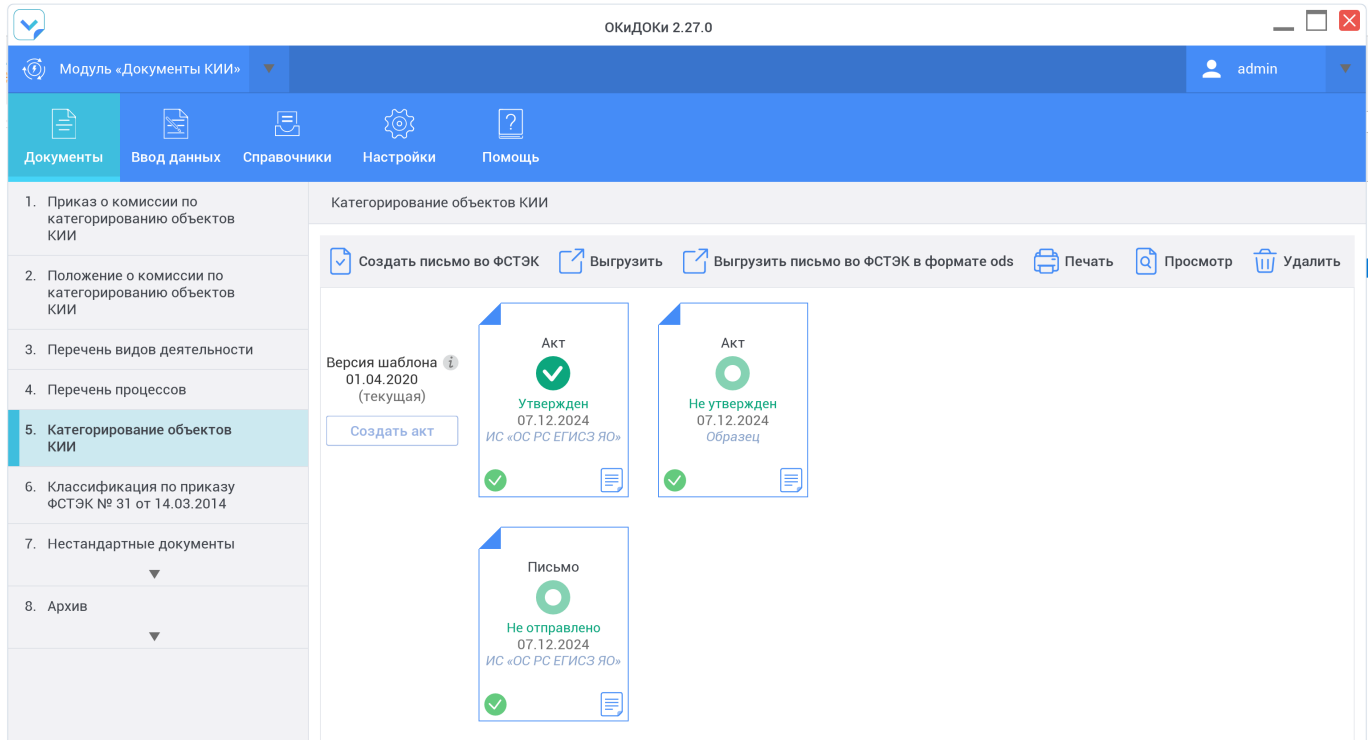 ОКиДОКи 2.27.0
Модуль «Документы КИИ»
admin
Документы
Ввод данных
Справочники
Настройки
Помощь
1. Приказ о комиссии по
категорированию объектов
КИИ
2. Положение о комиссии по
категорированию объектов
КИИ
3. Перечень видов деятельности
4. Перечень процессов
5. Категорирование объектов
КИИ
6. Классификация по приказу
ФСТЭК № 31 от 14.03.2014
7. Нестандартные документы
8. Архив
Категорирование объектов КИИ
Создать письмо во ФСТЭК
Выгрузить
Выгрузить письмо во ФСТЭК в формате ods
Печать
Просмотр
Удалить
Версия шаблона i
01.04.2020
(текущая)
Создать акт
Акт
Утвержден
07.12.2024
ИС «ОС РС ЕГИСЗ ЯО»
Акт
Не утвержден
07.12.2024
Образец
Письмо
Не отправлено
07.12.2024
ИС «ОС РС ЕГИСЗ ЯО»